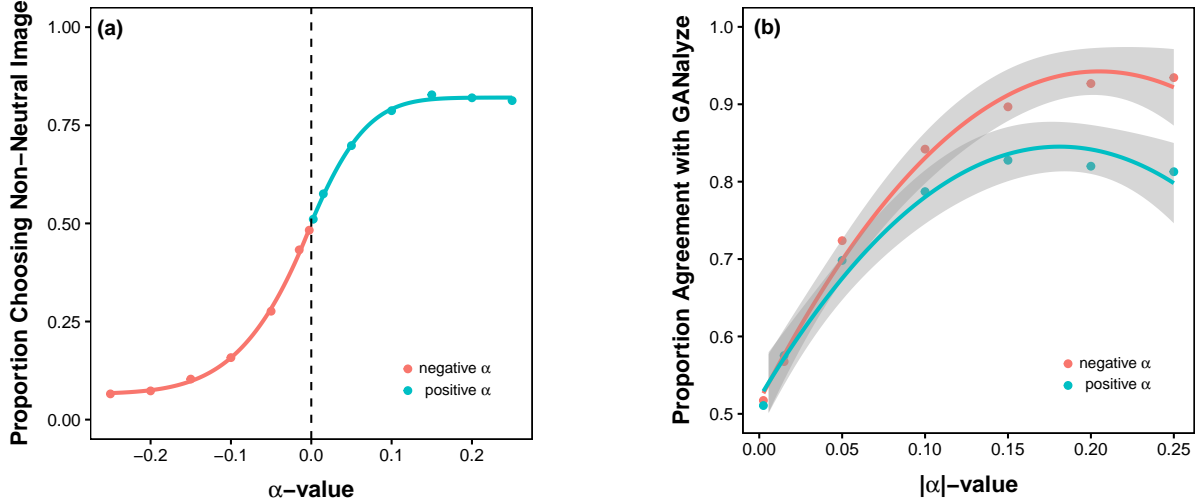 (a)
Proportion Choosing Non−Neutral Image
1.00
0.75
0.50
0.25
0.00
negative α
positive α
−0.2
−0.1
0.0
0.1
0.2
α−value
(b)
Proportion Agreement with GANalyze
1.0
0.9
0.8
0.7
0.6
0.5
negative α
positive α
0.00
0.05
0.10
0.15
0.20
0.25
|α|−value